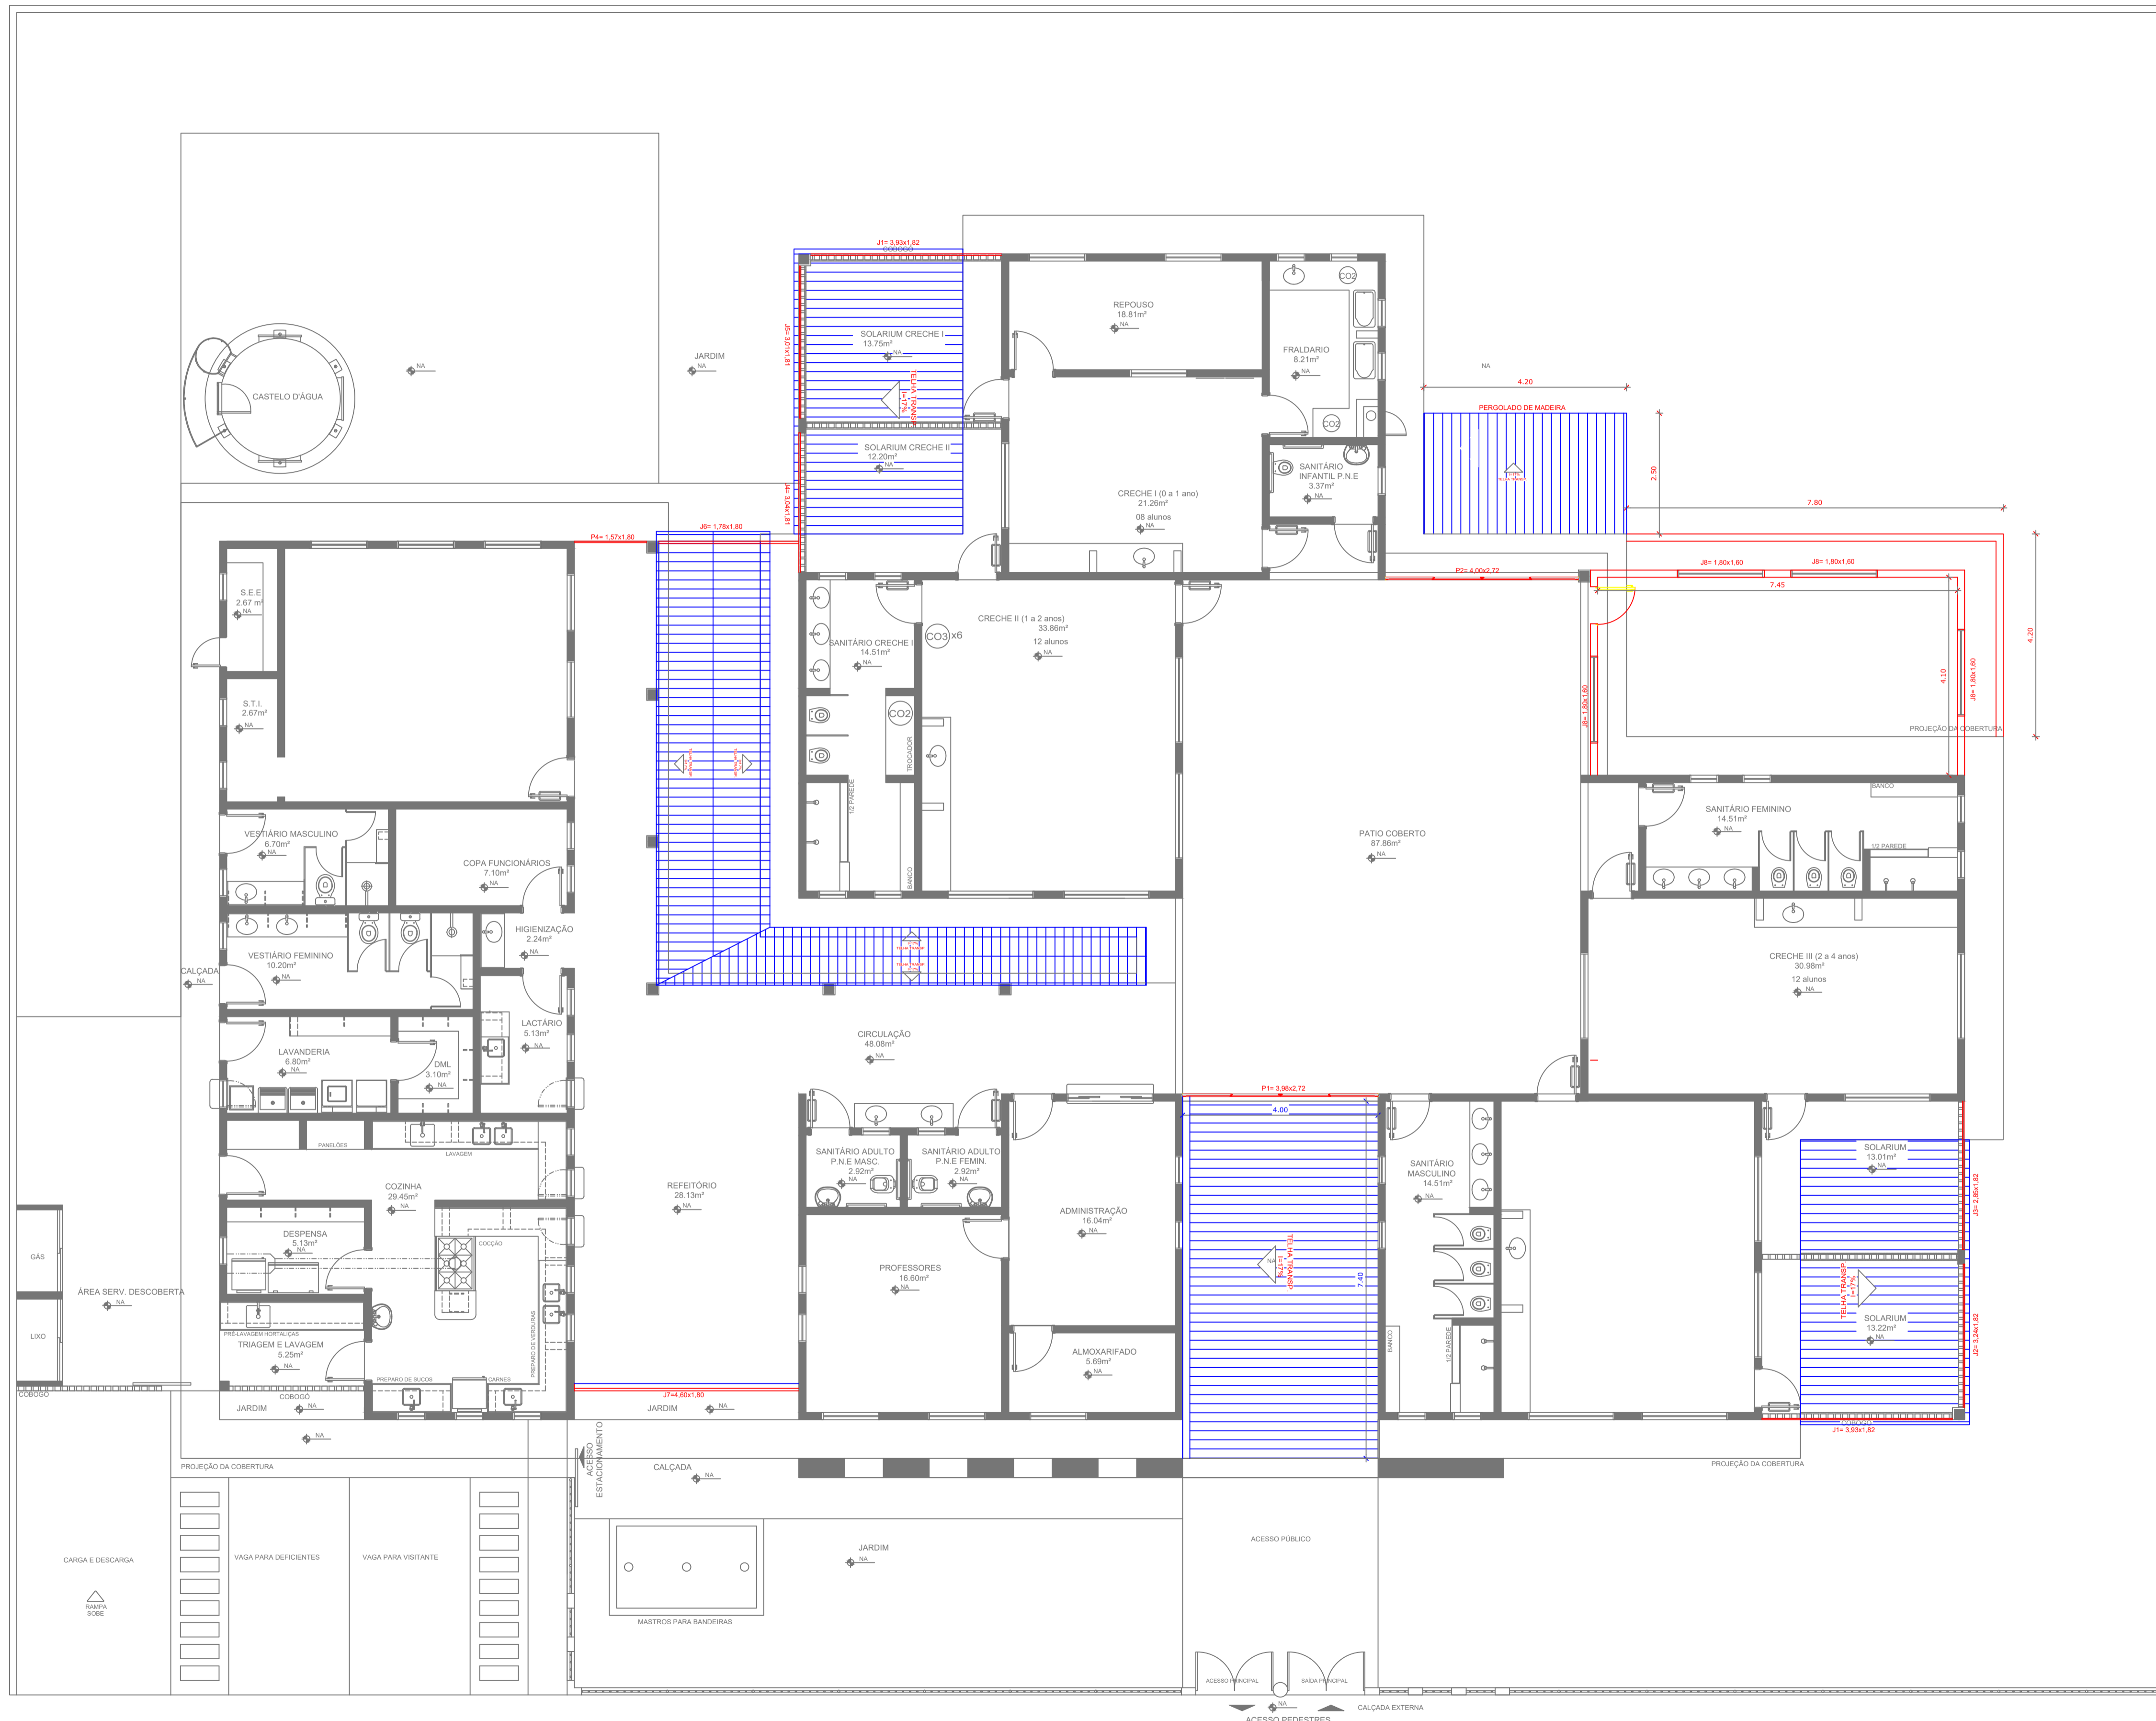 J1= 3,93x1,82
COBOGÓ
J5= 3,01x1,81
SOLARIUM CRECHE I
13.75m²
NA
TELHA TRANSP.
I=17%
J4= 3,04x1,81
SOLARIUM CRECHE II
12.20m²
NA
REPOUSO
18.81m²
NA
CO2
FRALDARIO
8.21m²
NA
CO2
SANITÁRIO
INFANTIL P.N.E
3.37m²
NA
CRECHE I (0 a 1 ano)
21.26m²
08 alunos
NA
NA
4.20
PERGOLADO DE MADEIRA
TELHA TRANSP.
2.50
7.80
CASTELO D'ÁGUA
NA
JARDIM
NA
P4= 1,57x1,80
J6= 1,78x1,80
P2= 4,00x2,72
J8= 1,80x1,60
J8= 1,80x1,60
7.45
4.20
4.10
J8= 1,80x1,60
J8= 1,80x1,60
PROJEÇÃO DA COBERTURA
S.E.E
2.67 m²
NA
S.T.I.
2.67m²
NA
SANITÁRIO CRECHE II
14.51m²
NA
CO3 x6
CO2
TROCADOR
1/2 PAREDE
BANCO
CRECHE II (1 a 2 anos)
33.86m²
12 alunos
NA
PATIO COBERTO
87.86m²
NA
SANITÁRIO FEMININO
14.51m²
NA
BANCO
1/2 PAREDE
CRECHE III (2 a 4 anos)
30.98m²
12 alunos
NA
VESTIÁRIO MASCULINO
6.70m²
NA
COPA FUNCIONÁRIOS
7.10m²
NA
HIGIENIZAÇÃO
2.24m²
NA
VESTIÁRIO FEMININO
10.20m²
NA
CALÇADA
NA
TELHA TRANSP.
TELHA TRANSP.
LACTÁRIO
5.13m²
NA
LAVANDERIA
6.80m²
NA
DML
3.10m²
NA
CIRCULAÇÃO
48.08m²
NA
P1= 3,98x2,72
4.00
7.40
NA
TELHA TRANSP.
I=17%
PANELÕES
LAVAGEM
COZINHA
29.45m²
NA
DESPENSA
5.13m²
NA
COCÇÃO
PRÉ-LAVAGEM HORTALIÇAS
TRIAGEM E LAVAGEM
5.25m²
NA
PREPARO DE SUCOS
CARNES
PREPARO DE VERDURAS
REFEITÓRIO
28.13m²
NA
SANITÁRIO ADULTO
P.N.E MASC.
2.92m²
NA
SANITÁRIO ADULTO
P.N.E FEMIN.
2.92m²
NA
PROFESSORES
16.60m²
NA
ADMINISTRAÇÃO
16.04m²
NA
ALMOXARIFADO
5.69m²
NA
SANITÁRIO
MASCULINO
14.51m²
NA
BANCO
1/2 PAREDE
SOLARIUM
13.01m²
NA
J3= 2,85x1,82
TELHA TRANSP.
I=17%
SOLARIUM
13.22m²
NA
J2= 3,24x1,82
COBOGÓ
J1= 3,93x1,82
GÁS
LIXO
ÁREA SERV. DESCOBERTA
NA
COBOGÓ
COBOGÓ
JARDIM
NA
NA
J7=4,60x1,80
JARDIM
NA
ACESSO
ESTACIONAMENTO
PROJEÇÃO DA COBERTURA
CALÇADA
NA
PROJEÇÃO DA COBERTURA
CARGA E DESCARGA
RAMPA
SOBE
VAGA PARA DEFICIENTES
VAGA PARA VISITANTE
MASTROS PARA BANDEIRAS
JARDIM
NA
ACESSO PÚBLICO
ACESSO PRINCIPAL
SAÍDA PRINCIPAL
NA
CALÇADA EXTERNA
ACESSO PEDESTRES